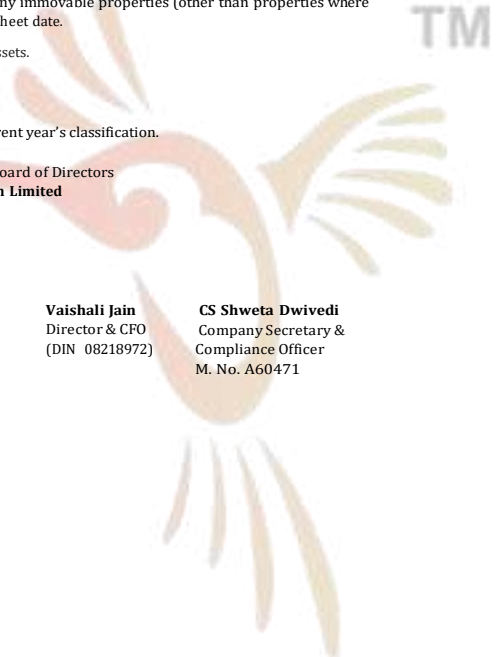 ny immovable properties (other than properties where
heet date.
TM
ssets.
rent year’s classification.
oard of Directors
n Limited
Vaishali Jain CS Shweta Dwivedi
Director & CFO Company Secretary &
(DIN 08218972) Compliance Officer
M. No. A60471